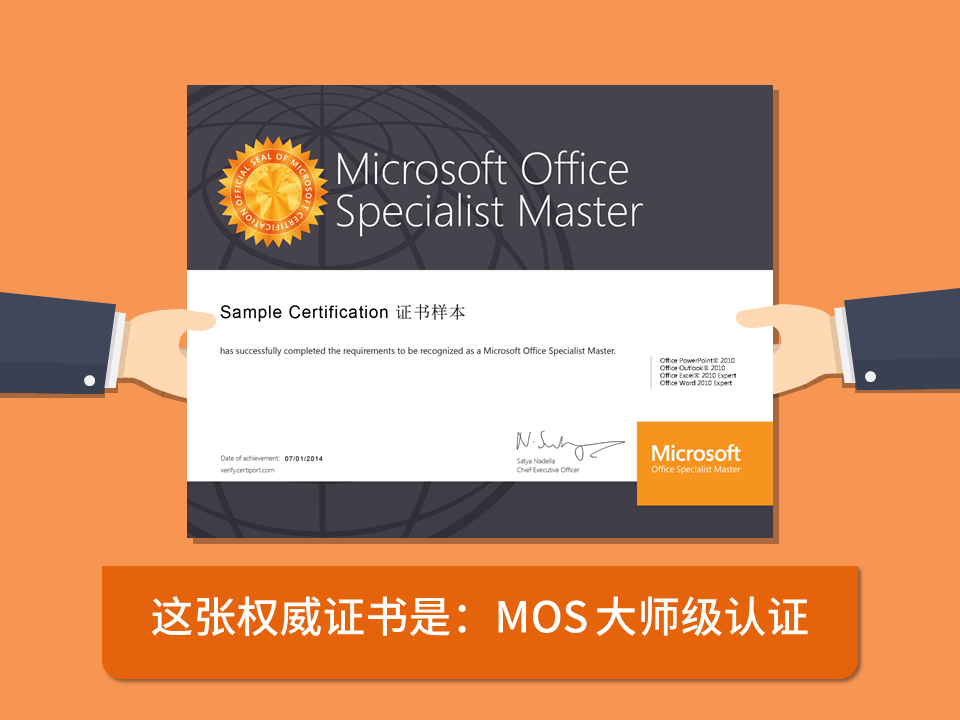 OFFICIAL SEAL OF MICROSOFT CERTIFICATION
Microsoft Office
Specialist Master
Sample Certification 证书样本
has successfully completed the requirements to be recognized as a Microsoft Office Specialist Master.
Office PowerPoint® 2010
Office Outlook® 2010
Office Excel® 2010 Expert
Office Word 2010 Expert
Date of achievement: 07/01/2014
verify.certiport.com
Satya Nadella
Chief Executive Officer
Microsoft
Office Specialist Master
这张权威证书是：MOS 大师级认证